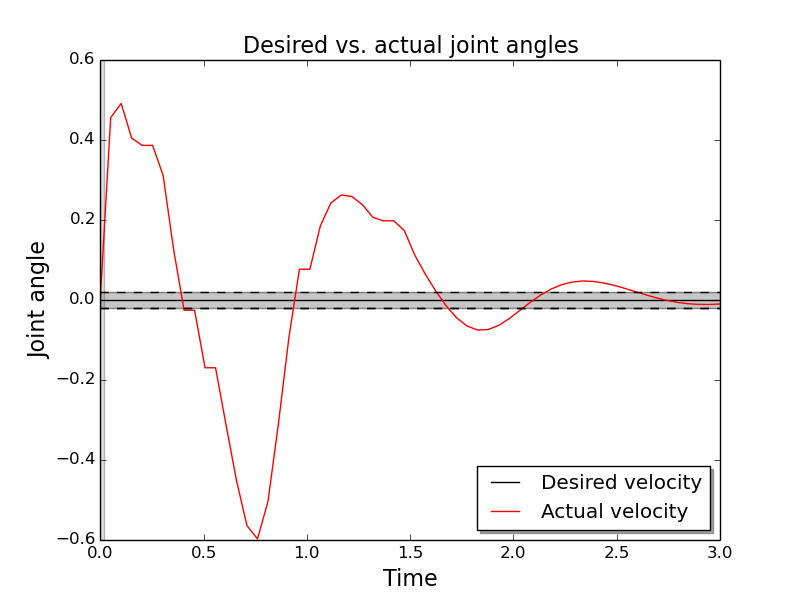 Desired vs. actual joint angles
0.6
0.4
0.2
0.0
−0.2
−0.4
−0.6
Joint angle
Desired velocity
Actual velocity
0.0 0.5 1.0 1.5 2.0 2.5 3.0
Time